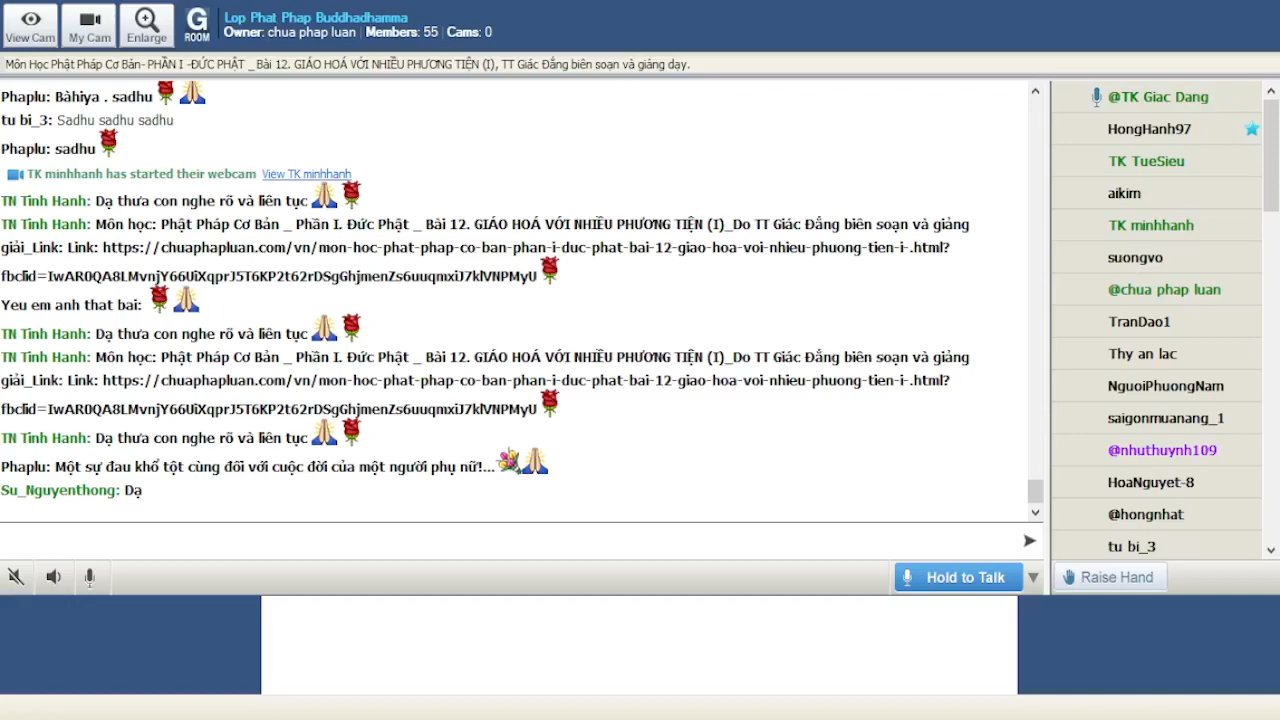 View Cam
My Cam
Enlarge
G
ROOM
Lop Phat Phap Buddhadhamma
Owner: chua phap luan | Members: 55 | Cams: 0
Môn Học Phật Pháp Cơ Bản- PHẦN I -ĐỨC PHẬT _ Bài 12. GIÁO HOÁ VỚI NHIỀU PHƯƠNG TIỆN (I), TT Giác Đẳng biên soạn và giảng dạy.
Phaplu: Bàhiya . sadhu
tu bi_3: Sadhu sadhu sadhu
Phaplu: sadhu
TK minhhanh has started their webcam View TK minhhanh
TN Tinh Hanh: Dạ thưa con nghe rõ và liên tục
TN Tinh Hanh: Môn học: Phật Pháp Cơ Bản _ Phần I. Đức Phật _ Bài 12. GIÁO HOÁ VỚI NHIỀU PHƯƠNG TIỆN (I)_Do TT Giác Đẳng biên soạn và giảng
giải_Link: Link: https://chuaphapluan.com/vn/mon-hoc-phat-phap-co-ban-phan-i-duc-phat-bai-12-giao-hoa-voi-nhieu-phuong-tien-i-.html?
fbclid=IwAR0QA8LMvnjY66UiXqprJ5T6KP2t62rDSgGhjmenZs6uuqmxiJ7klVNPMyU
Yeu em anh that bai:
TN Tinh Hanh: Dạ thưa con nghe rõ và liên tục
TN Tinh Hanh: Môn học: Phật Pháp Cơ Bản _ Phần I. Đức Phật _ Bài 12. GIÁO HOÁ VỚI NHIỀU PHƯƠNG TIỆN (I)_Do TT Giác Đẳng biên soạn và giảng
giải_Link: Link: https://chuaphapluan.com/vn/mon-hoc-phat-phap-co-ban-phan-i-duc-phat-bai-12-giao-hoa-voi-nhieu-phuong-tien-i-.html?
fbclid=IwAR0QA8LMvnjY66UiXqprJ5T6KP2t62rDSgGhjmenZs6uuqmxiJ7klVNPMyU
TN Tinh Hanh: Dạ thưa con nghe rõ và liên tục
Phaplu: Một sự đau khổ tột cùng đối với cuộc đời của một người phụ nữ!...
Su_Nguyenthong: Dạ
Hold to Talk
@TK Giac Dang
HongHanh97
TK TueSieu
aikim
TK minhhanh
suongvo
@chua phap luan
TranDao1
Thy an lac
NguoiPhuongNam
saigonmuanang_1
@nhuthuynh109
HoaNguyet-8
@hongnhat
tu bi_3
Raise Hand